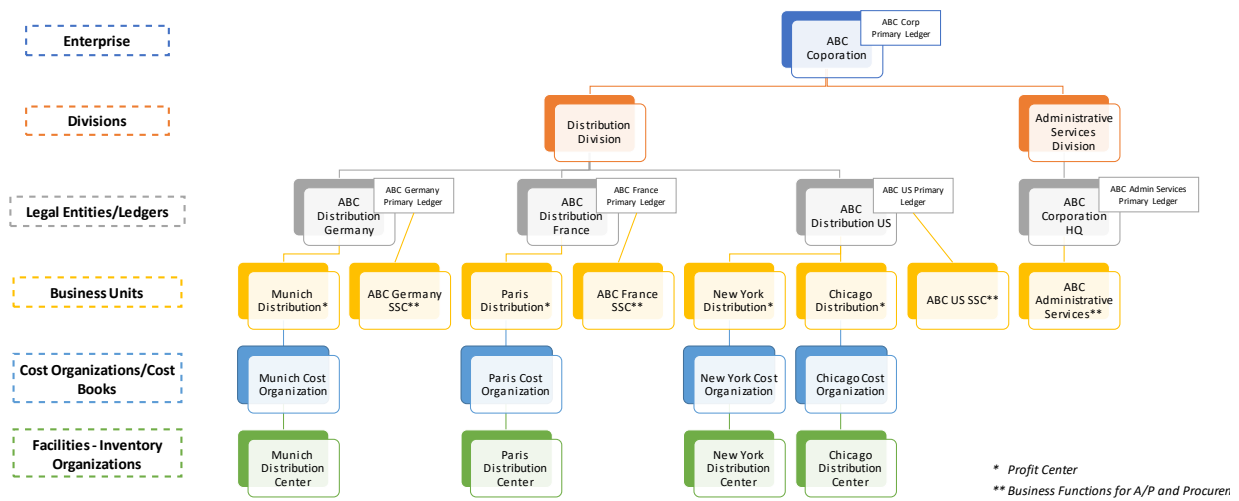 Enterprise
ABC
Coporation
ABC Corp
Primary Ledger
Divisions
Distribution
Division
Administrative
Services
Division
Legal Entities/Ledgers
ABC
Distribution
Germany
ABC Germany
Primary Ledger
ABC
Distribution
France
ABC France
Primary Ledger
ABC
Distribution US
ABC US Primary
Ledger
ABC
Corporation
HQ
ABC Admin Services
Primary Ledger
Business Units
Munich
Distribution*
ABC Germany
SSC**
Paris
Distribution*
ABC France
SSC**
New York
Distribution*
Chicago
Distribution*
ABC US SSC**
ABC
Administrative
Services**
Cost Organizations/Cost
Books
Munich Cost
Organization
Paris Cost
Organization
New York Cost
Organization
Chicago Cost
Organization
Facilities - Inventory
Organizations
Munich
Distribution
Center
Paris
Distribution
Center
New York
Distribution
Center
Chicago
Distribution
Center
* Profit Center
** Business Functions for A/P and Procurem